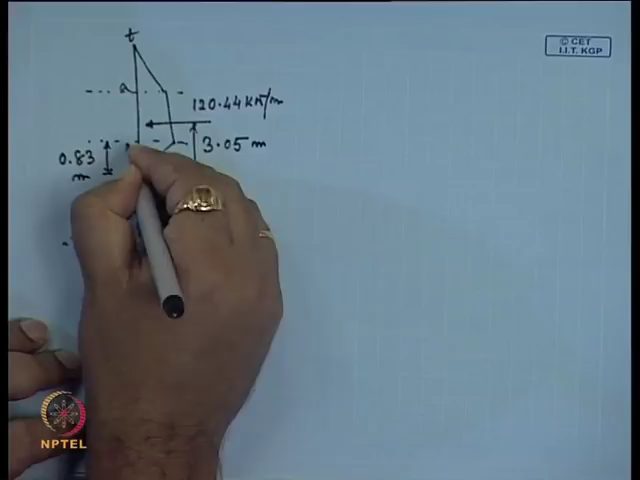 t
© CET
I.I.T. KGP
a
120.44 kN/m
0.83
m
3.05 m
NPTEL